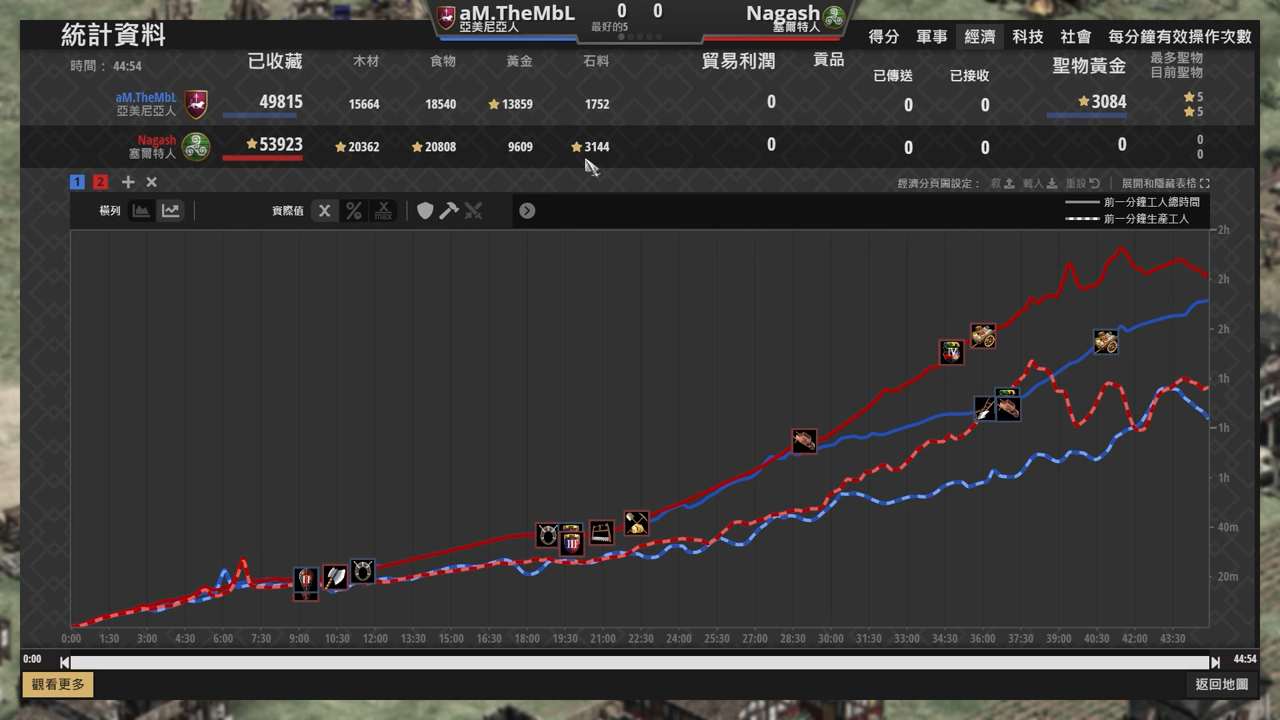 aM.TheMbL
亞美尼亞人
0 0
最好的5
Nagash
塞爾特人
統計資料
得分 軍事 經濟 科技 社會 每分鐘有效操作次數
時間： 44:54
已收藏 木材 食物 黃金 石料 貿易利潤 貢品 已傳送 已接收 聖物黃金 最多聖物
目前聖物
aM.TheMbL
亞美尼亞人
49815 15664 18540 13859 1752 0 0 0 3084 5
5
Nagash
塞爾特人
53923 20362 20808 9609 3144 0 0 0 0 0
0
1 2
經濟分頁圖設定： 載入 重設 展開和隱藏表格
橫列 實際值 X % X
max
前一分鐘工人總時間
前一分鐘生產工人
2h
2h
2h
1h
1h
1h
40m
20m
IV
III
II
0:00 1:30 3:00 4:30 6:00 7:30 9:00 10:30 12:00 13:30 15:00 16:30 18:00 19:30 21:00 22:30 24:00 25:30 27:00 28:30 30:00 31:30 33:00 34:30 36:00 37:30 39:00 40:30 42:00 43:30
0:00 44:54
觀看更多 返回地圖